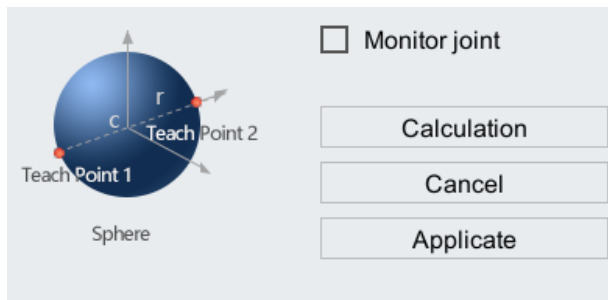 Monitor joint
r
C
Teach Point 2
Teach Point 1
Sphere
Calculation
Cancel
Applicate